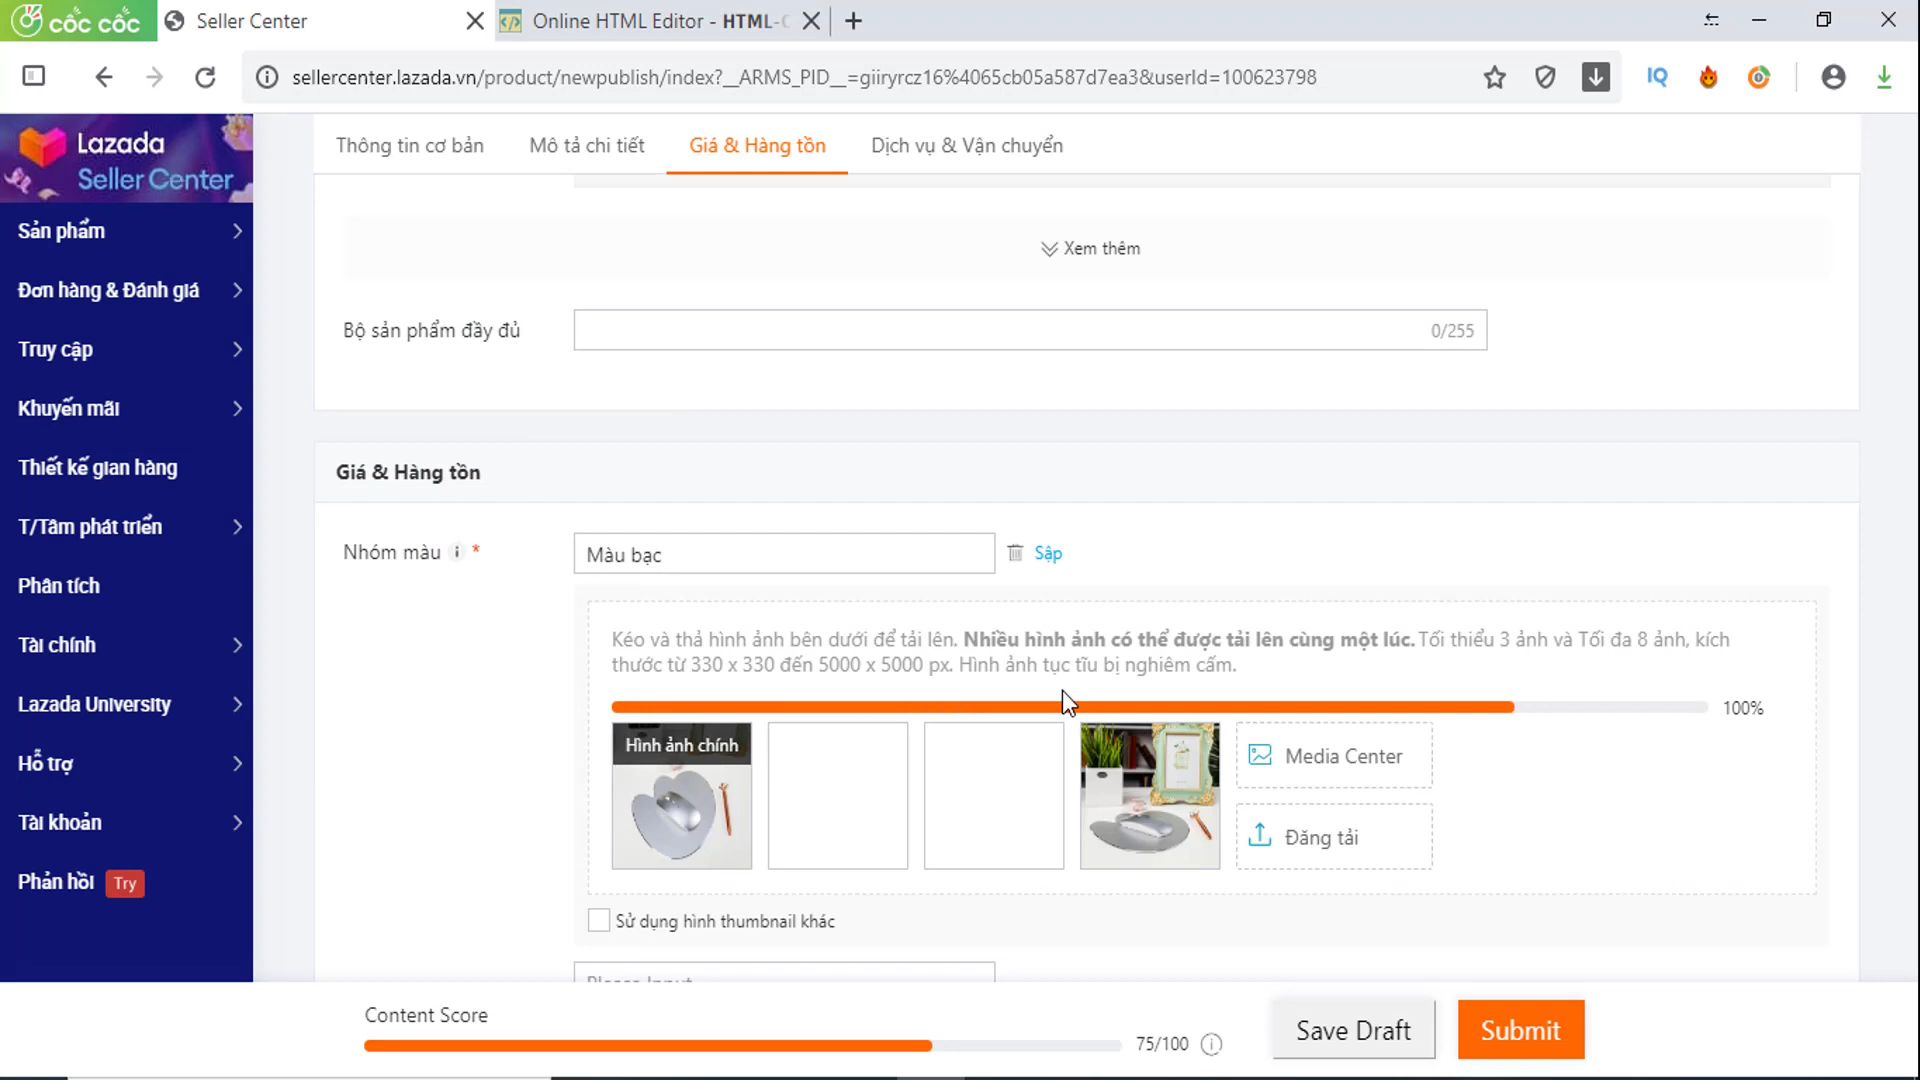 cốc cốc
Seller Center
Online HTML Editor - HTML-C
sellercenter.lazada.vn/product/newpublish/index?__ARMS_PID__=giiryrcz16%4065cb05a587d7ea3&userId=100623798
IQ
Lazada
Seller Center
Sản phẩm
Đơn hàng & Đánh giá
Truy cập
Khuyến mãi
Thiết kế gian hàng
T/Tâm phát triển
Phân tích
Tài chính
Lazada University
Hỗ trợ
Tài khoản
Phản hồi Try
Thông tin cơ bản
Mô tả chi tiết
Giá & Hàng tồn
Dịch vụ & Vận chuyển
Xem thêm
Bộ sản phẩm đầy đủ
0/255
Giá & Hàng tồn
Nhóm màu i *
Màu bạc
Sập
Kéo và thả hình ảnh bên dưới để tải lên. Nhiều hình ảnh có thể được tải lên cùng một lúc. Tối thiểu 3 ảnh và Tối đa 8 ảnh, kích
thước từ 330 x 330 đến 5000 x 5000 px. Hình ảnh tục tĩu bị nghiêm cấm.
100%
Hình ảnh chính
Media Center
Đăng tải
Sử dụng hình thumbnail khác
Please Input
Content Score
75/100
Save Draft
Submit